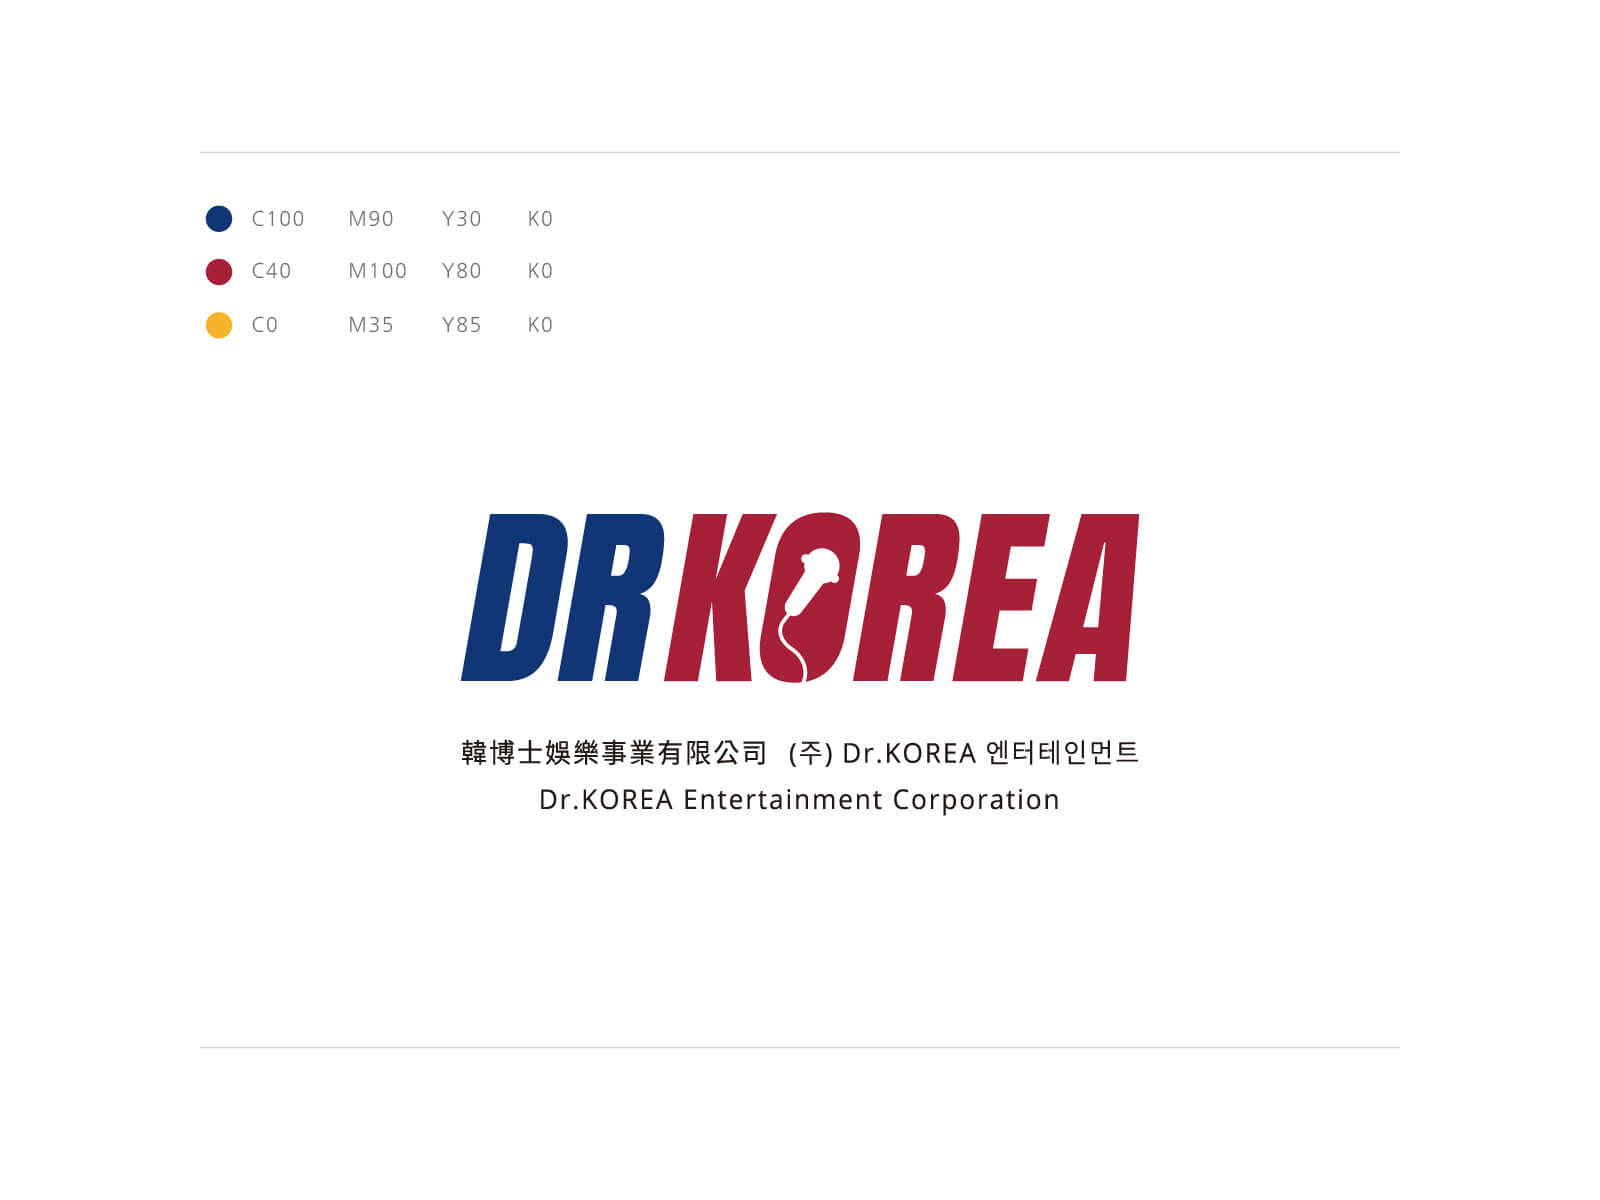 C100 M90 Y30 K0
C40 M100 Y80 K0
C0 M35 Y85 K0
DRKOREA
韓博士娛樂事業有限公司 (주) Dr.KOREA 엔터테인먼트
Dr.KOREA Entertainment Corporation